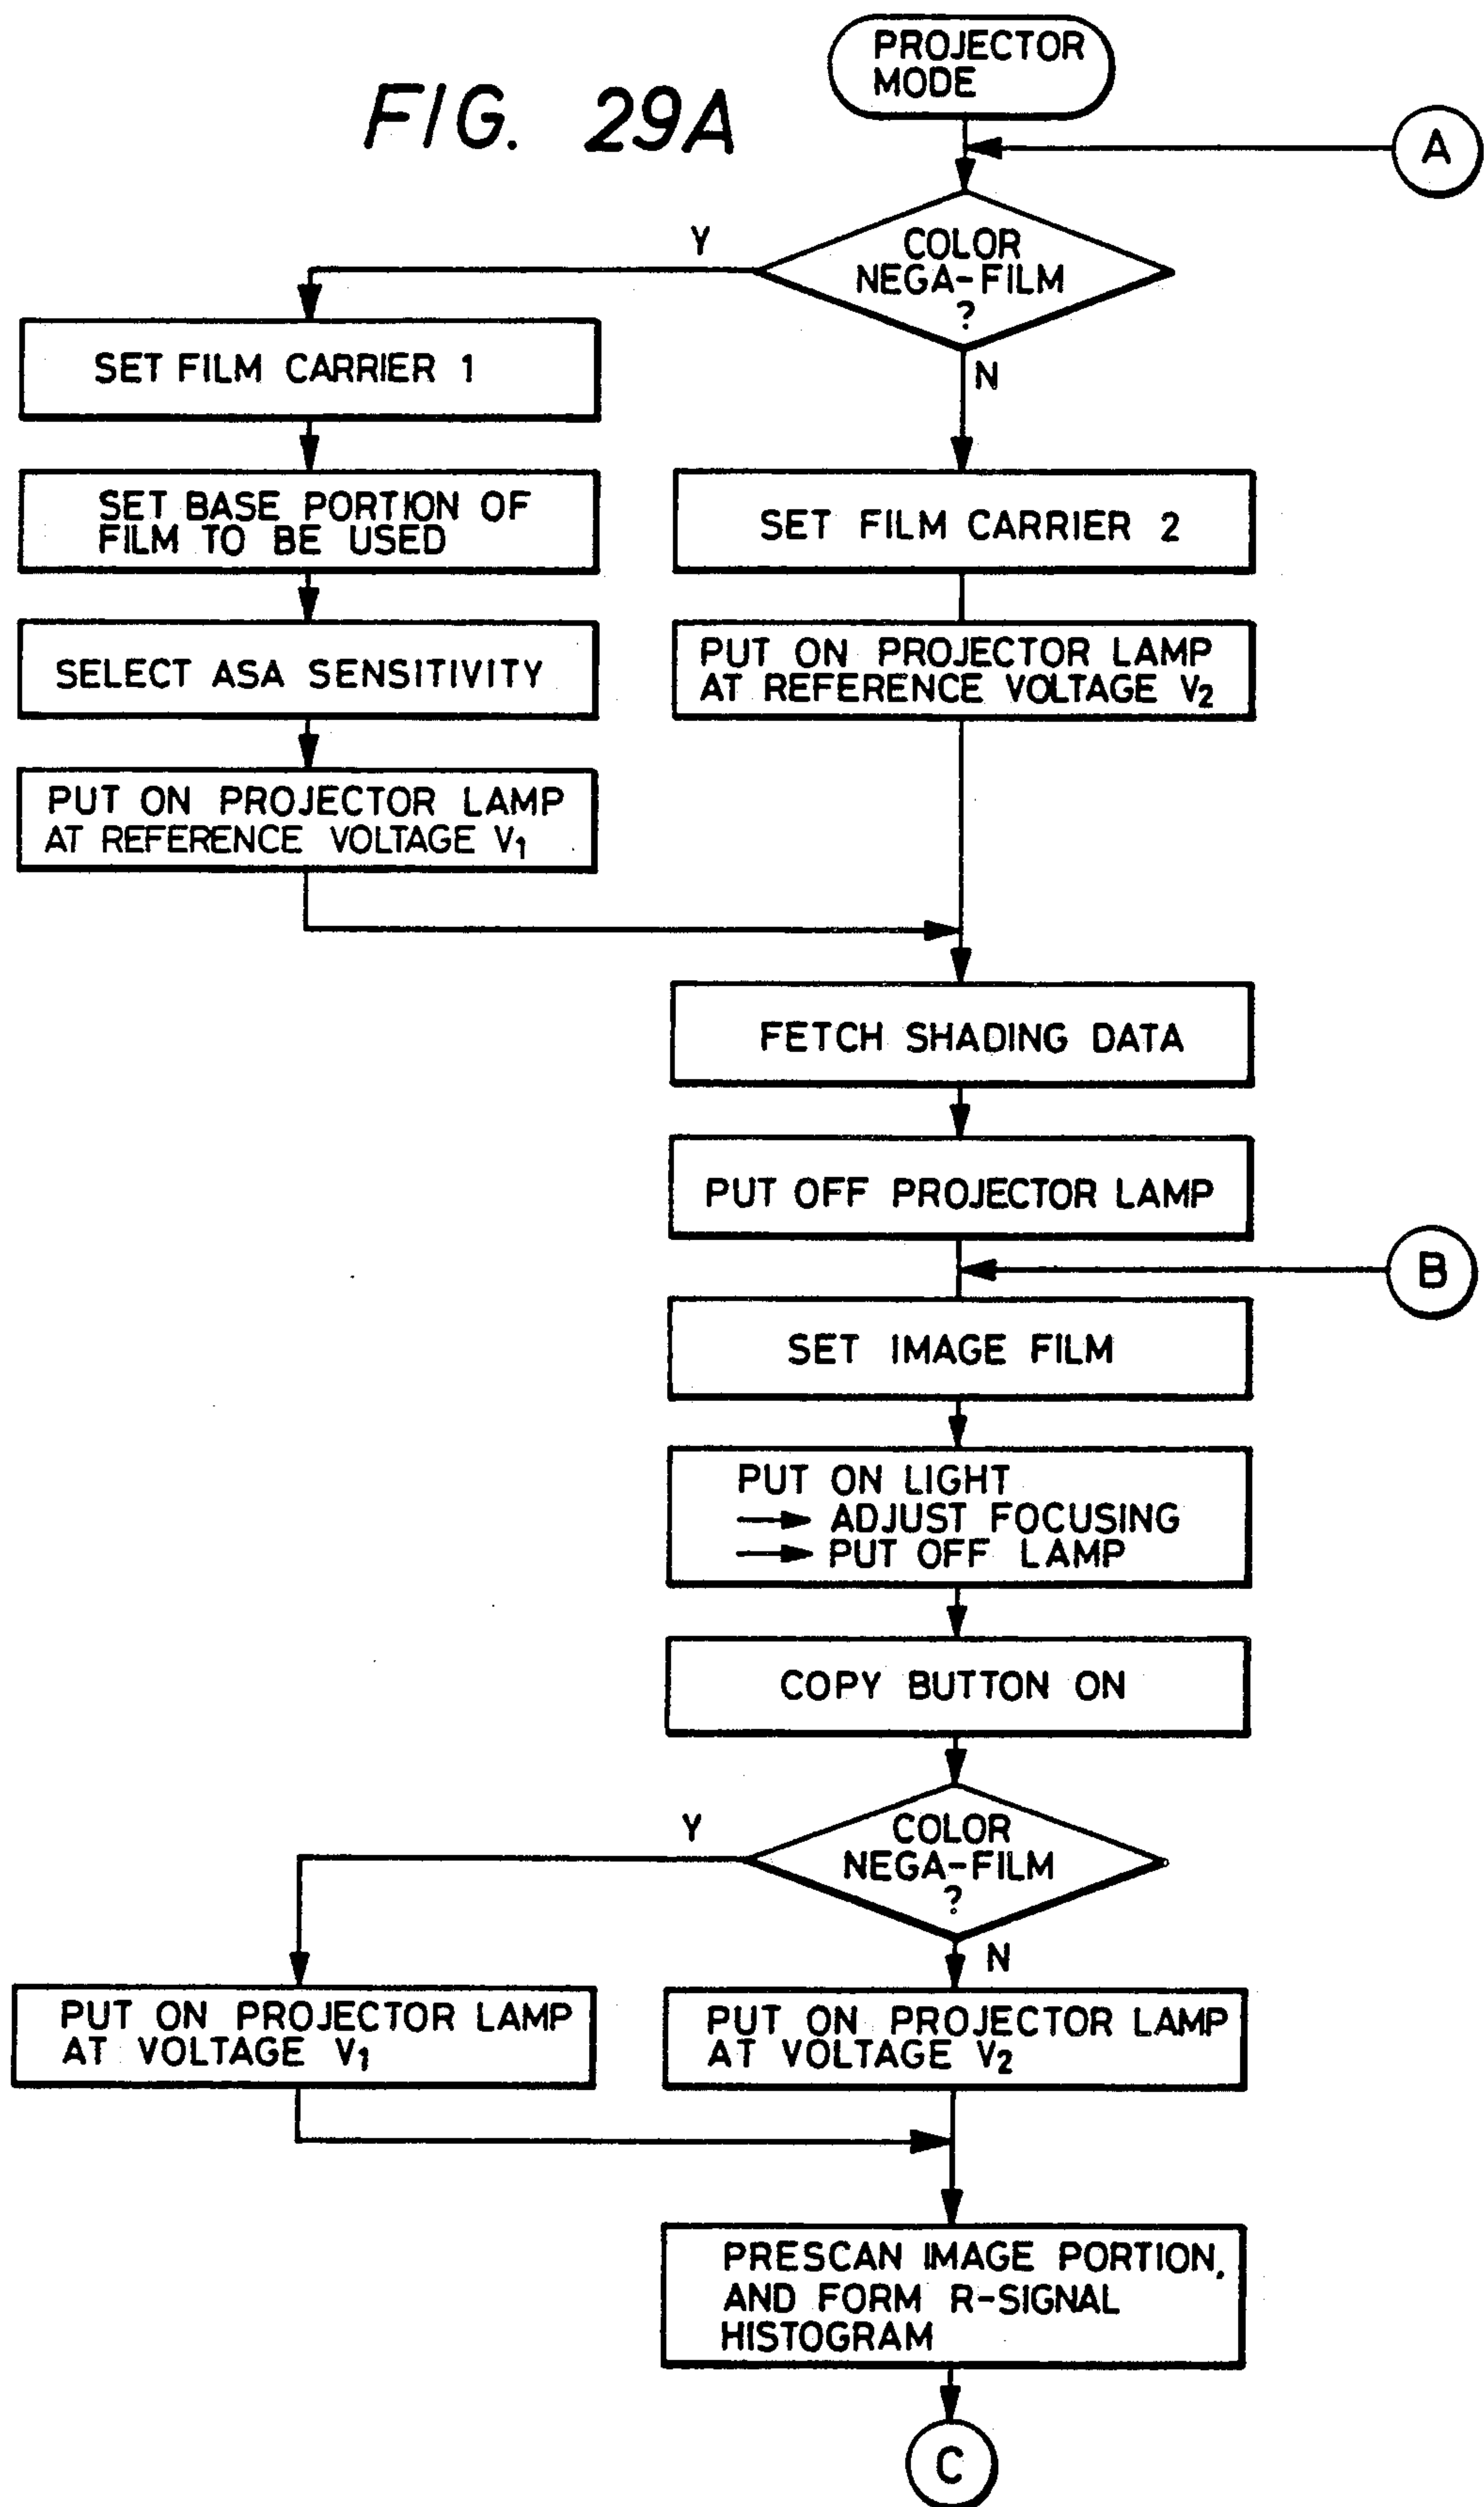 FIG. 29A
PROJECTOR
MODE
A
COLOR
NEGA-FILM
?
Y
N
SET FILM CARRIER 1
SET BASE PORTION OF
FILM TO BE USED
SELECT ASA SENSITIVITY
PUT ON PROJECTOR LAMP
AT REFERENCE VOLTAGE V1
SET FILM CARRIER 2
PUT ON PROJECTOR LAMP
AT REFERENCE VOLTAGE V2
FETCH SHADING DATA
PUT OFF PROJECTOR LAMP
B
SET IMAGE FILM
PUT ON LIGHT
→ ADJUST FOCUSING
→ PUT OFF LAMP
COPY BUTTON ON
COLOR
NEGA-FILM
?
Y
N
PUT ON PROJECTOR LAMP
AT VOLTAGE V1
PUT ON PROJECTOR LAMP
AT VOLTAGE V2
PRESCAN IMAGE PORTION,
AND FORM R-SIGNAL
HISTOGRAM
C